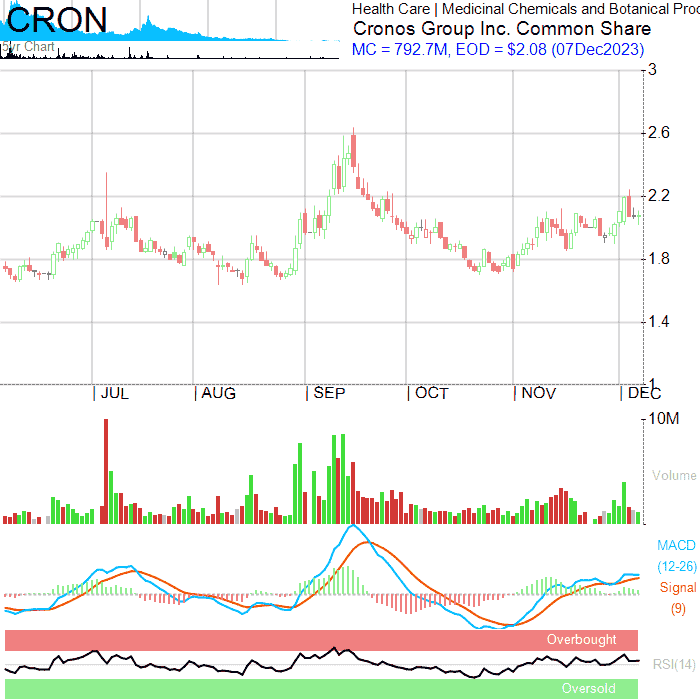 CRON
5yr Chart
Health Care | Medicinal Chemicals and Botanical Proc
Cronos Group Inc. Common Share
MC = 792.7M, EOD = $2.08 (07Dec2023)
3
2.6
2.2
1.8
1.4
1
JUL AUG SEP OCT NOV DEC
10M
Volume
MACD
(12-26)
Signal
(9)
Overbought
RSI(14)
Oversold